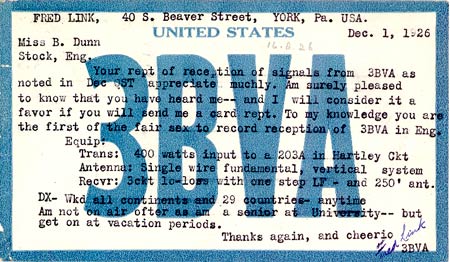 FRED LINK, 40 S. Beaver Street, YORK, Pa. USA.
UNITED STATES
Dec. 1, 1926
16.8.28
Miss B. Dunn
Stock, Eng.
3BVA
Your rept of reception of signals from 3BVA as
noted in Dec QST appreciate muchly. Am surely pleased
to know that you have heard me-- and I will consider it a
favor if you will send me a card rept. To my knowledge you are
the first of the fair sex to record reception of 3BVA in Eng.
Equip:
Trans: 400 watts input to a 203A in Hartley Ckt
Antenna: Single wire fundamental, vertical system
Recvr: 3ckt lo-loss with one step LF - and 250' ant.
DX- Wkd all continents and 29 countries- anytime
Am not on air ofter as am a senior at University-- but
get on at vacation periods.
Thanks again, and cheerio
Fred Link
3BVA